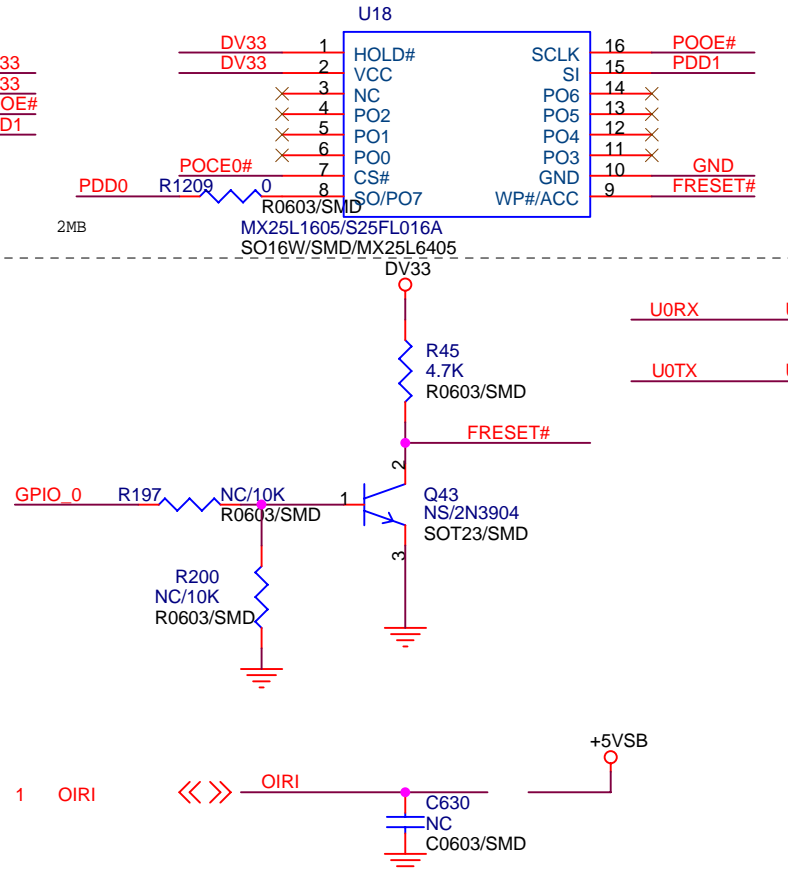 U18
33
33
OE#
D1
DV33 1 HOLD# SCLK 16 POOE#
DV33 2 VCC SI 15 PDD1
3 NC PO6 14
4 PO2 PO5 13
5 PO1 PO4 12
6 PO0 PO3 11
POCE0# 7 CS# GND 10 GND
PDD0 R1209 0 8 SO/PO7 WP#/ACC 9 FRESET#
R0603/SMD
2MB
MX25L1605/S25FL016A
SO16W/SMD/MX25L6405
DV33
U0RX
R45
4.7K
R0603/SMD
U0TX
FRESET#
2
GPIO_0 R197 NC/10K 1 Q43
R0603/SMD
NS/2N3904
SOT23/SMD
3
R200
NC/10K
R0603/SMD
+5VSB
1 OIRI OIRI
C630
NC
C0603/SMD